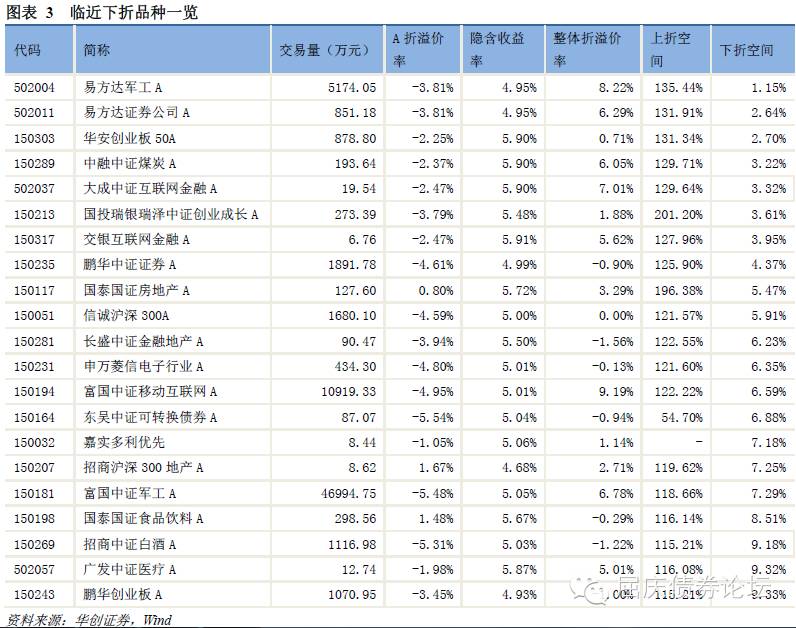 图表 3 临近下折品种一览
代码 简称 交易量（万元） A 折溢价率 隐含收益率 整体折溢价率 上折空间 下折空间
502004 易方达军工 A 5174.05 -3.81% 4.95% 8.22% 135.44% 1.15%
502011 易方达证券公司 A 851.18 -3.81% 4.95% 6.29% 131.91% 2.64%
150303 华安创业板 50A 878.80 -2.25% 5.90% 0.71% 131.34% 2.70%
150289 中融中证煤炭 A 193.64 -2.37% 5.90% 6.05% 129.71% 3.22%
502037 大成中证互联网金融 A 19.54 -2.47% 5.90% 7.01% 129.64% 3.32%
150213 国投瑞银瑞泽中证创业成长 A 273.39 -3.79% 5.48% 1.88% 201.20% 3.61%
150317 交银互联网金融 A 6.76 -2.47% 5.91% 5.62% 127.96% 3.95%
150235 鹏华中证证券 A 1891.78 -4.61% 4.99% -0.90% 125.90% 4.37%
150117 国泰国证房地产 A 127.60 0.80% 5.72% 3.29% 196.38% 5.47%
150051 信诚沪深 300A 1680.10 -4.59% 5.00% 0.00% 121.57% 5.91%
150281 长盛中证金融地产 A 90.47 -3.94% 5.50% -1.56% 122.55% 6.23%
150231 申万菱信电子行业 A 434.30 -4.80% 5.01% -0.13% 121.60% 6.35%
150194 富国中证移动互联网 A 10919.33 -4.95% 5.01% 9.19% 122.22% 6.59%
150164 东吴中证可转换债券 A 87.07 -5.54% 5.04% -0.94% 54.70% 6.88%
150032 嘉实多利优先 8.44 -1.05% 5.06% 1.14% - 7.18%
150207 招商沪深 300 地产 A 8.62 1.67% 4.68% 2.71% 119.62% 7.25%
150181 富国中证军工 A 46994.75 -5.48% 5.05% 6.78% 118.66% 7.29%
150198 国泰国证食品饮料 A 298.56 1.48% 5.67% -0.29% 116.14% 8.51%
150269 招商中证白酒 A 1116.98 -5.31% 5.03% -1.22% 115.21% 9.18%
502057 广发中证医疗 A 12.74 -1.98% 5.87% 5.01% 116.08% 9.32%
150243 鹏华创业板 A 1070.95 -3.45% 4.93%
屈庆债券论坛
资料来源：华创证券，Wind